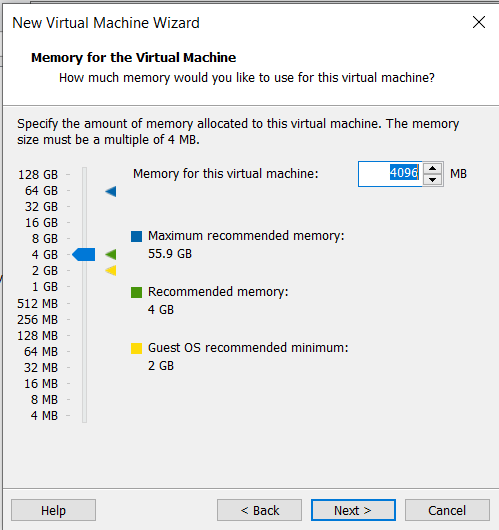 New Virtual Machine Wizard
Memory for the Virtual Machine
How much memory would you like to use for this virtual machine?
Specify the amount of memory allocated to this virtual machine. The memory
size must be a multiple of 4 MB.
128 GB
64 GB
32 GB
16 GB
8 GB
4 GB
2 GB
1 GB
512 MB
256 MB
128 MB
64 MB
32 MB
16 MB
8 MB
4 MB
Memory for this virtual machine: 4096 MB
Maximum recommended memory:
55.9 GB
Recommended memory:
4 GB
Guest OS recommended minimum:
2 GB
Help < Back Next > Cancel